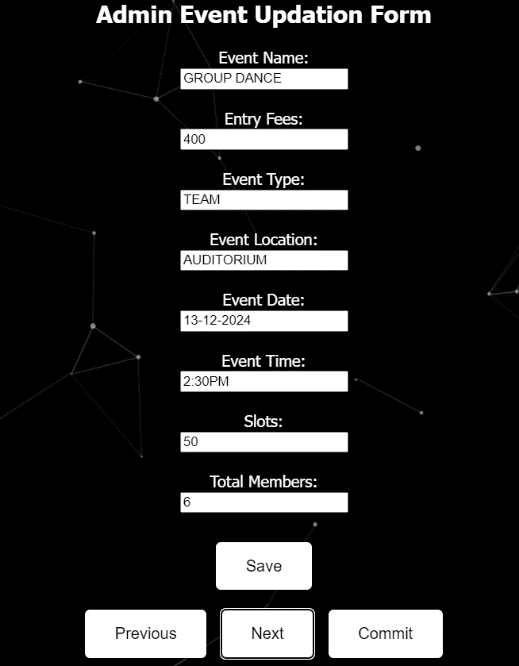 Admin Event Updation Form
Event Name:
GROUP DANCE
Entry Fees:
400
Event Type:
TEAM
Event Location:
AUDITORIUM
Event Date:
13-12-2024
Event Time:
2:30PM
Slots:
50
Total Members:
6
Save
Previous Next Commit